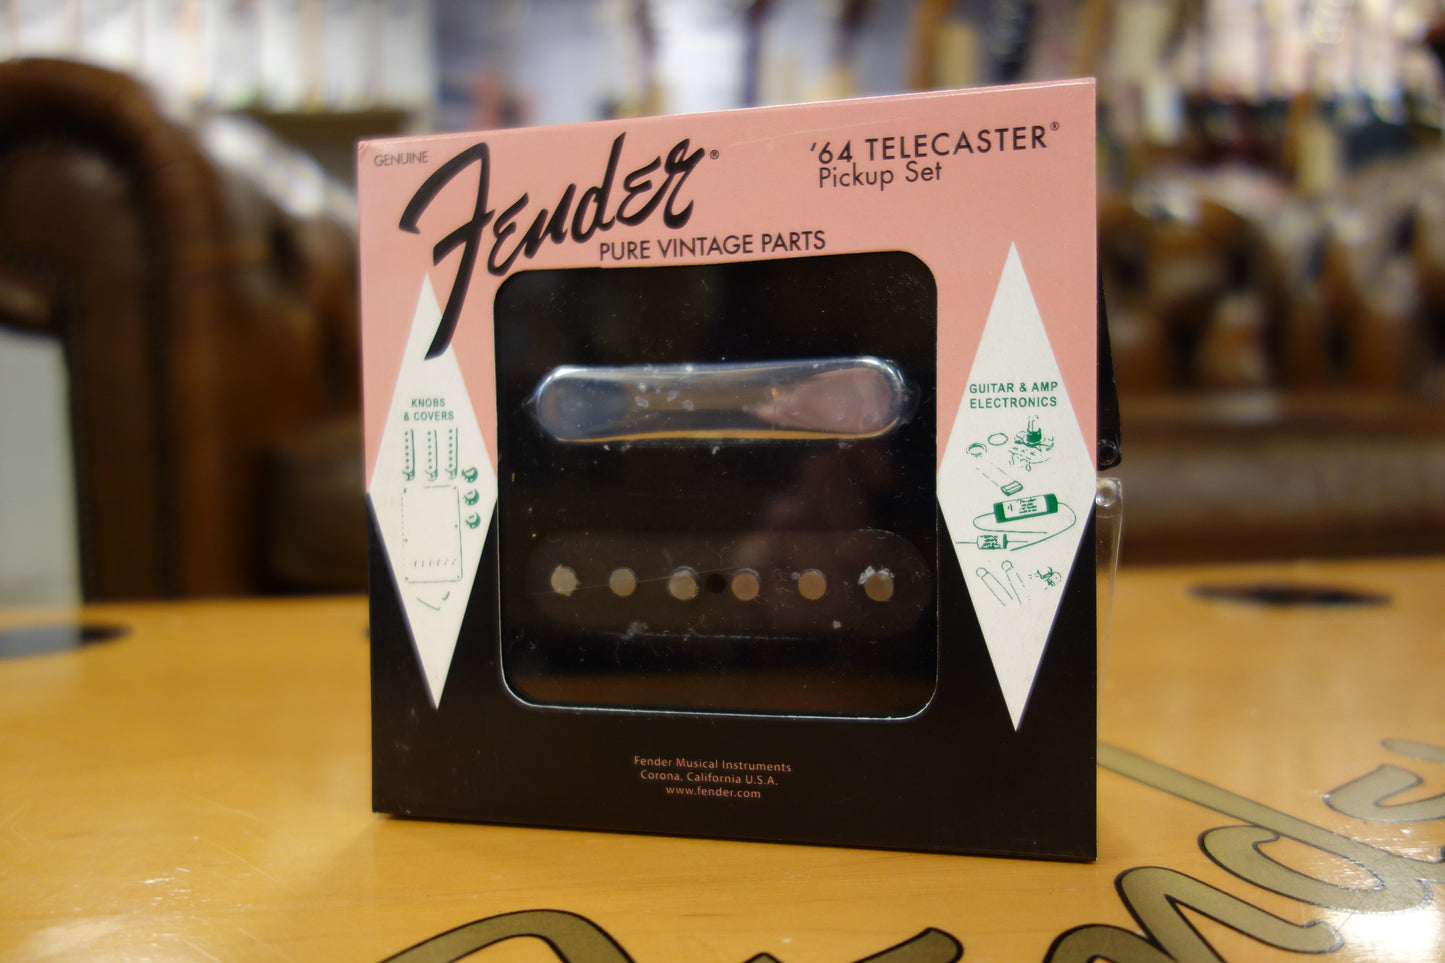 GENUINE
Fender®
PURE VINTAGE PARTS
'64 TELECASTER®
Pickup Set
KNOBS
& COVERS
GUITAR & AMP
ELECTRONICS
Fender Musical Instruments
Corona, California U.S.A.
www.fender.com